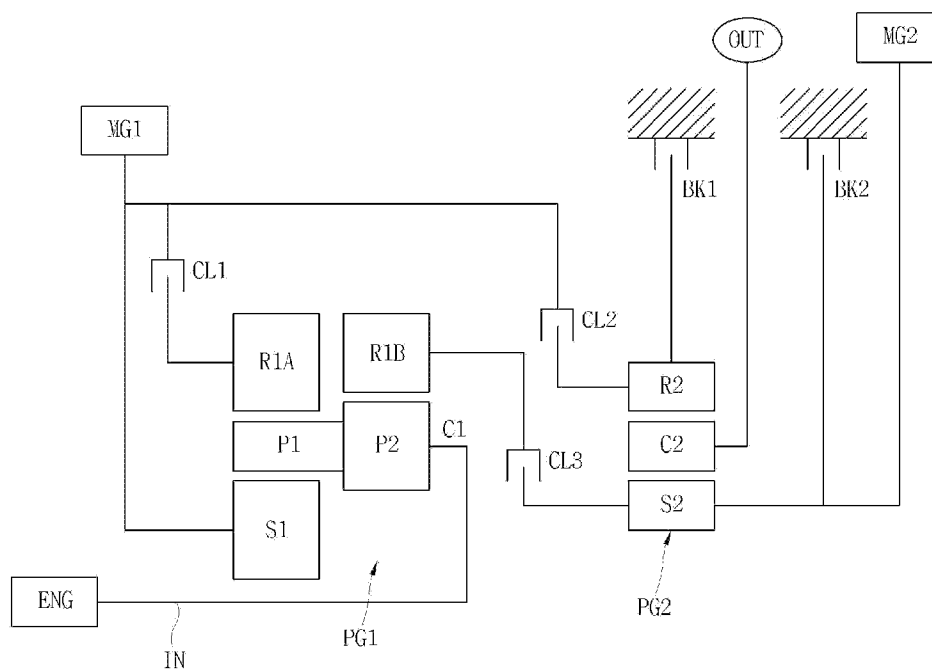 OUT
MG2
MG1
BK1
BK2
CL1
CL2
R1A
R1B
R2
P1
P2
C1
C2
CL3
S1
S2
ENG
IN
PG1
PG2